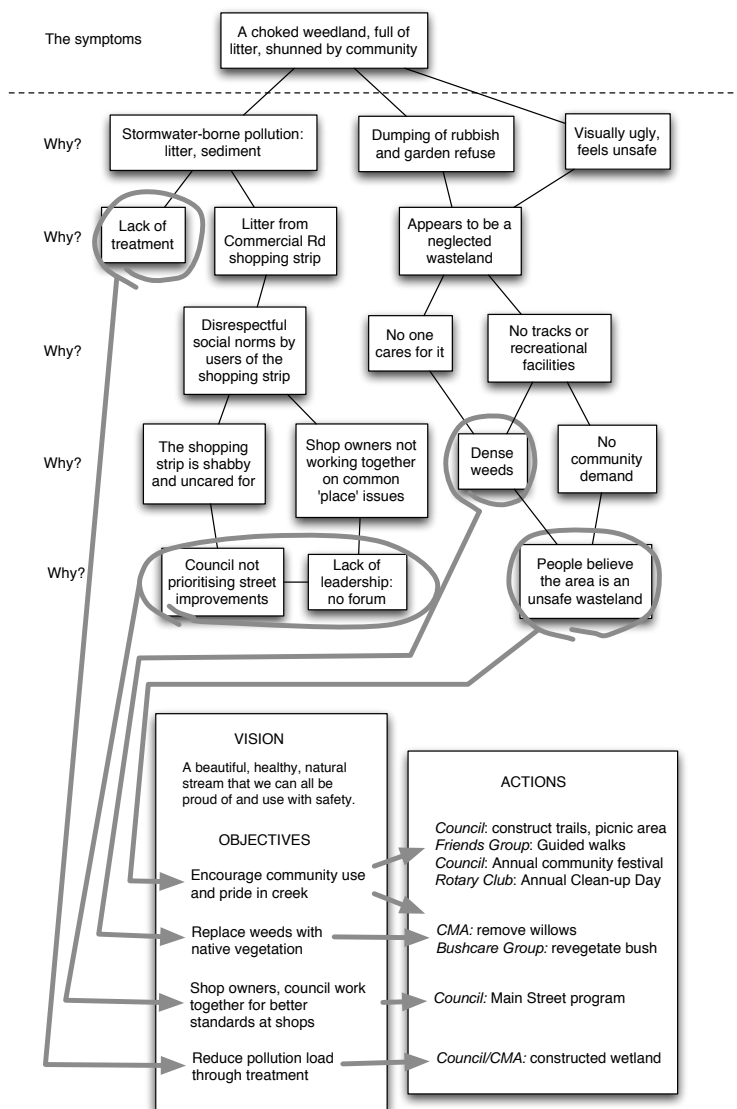 The symptoms
A choked weedland, full of
litter, shunned by community
Why?
Stormwater-borne pollution:
litter, sediment
Dumping of rubbish
and garden refuse
Visually ugly,
feels unsafe
Why?
Lack of
treatment
Litter from
Commercial Rd
shopping strip
Appears to be a
neglected
wasteland
Why?
Disrespectful
social norms by
users of the
shopping strip
No one
cares for it
No tracks or
recreational
facilities
Why?
The shopping
strip is shabby
and uncared for
Shop owners not
working together
on common
'place' issues
Dense
weeds
No
community
demand
Why?
Council not
prioritising street
improvements
Lack of
leadership:
no forum
People believe
the area is an
unsafe wasteland
VISION
A beautiful, healthy, natural
stream that we can all be
proud of and use with safety.
OBJECTIVES
Encourage community use
and pride in creek
Replace weeds with
native vegetation
Shop owners, council work
together for better
standards at shops
Reduce pollution load
through treatment
ACTIONS
Council: construct trails, picnic area
Friends Group: Guided walks
Council: Annual community festival
Rotary Club: Annual Clean-up Day
CMA: remove willows
Bushcare Group: revegetate bush
Council: Main Street program
Council/CMA: constructed wetland